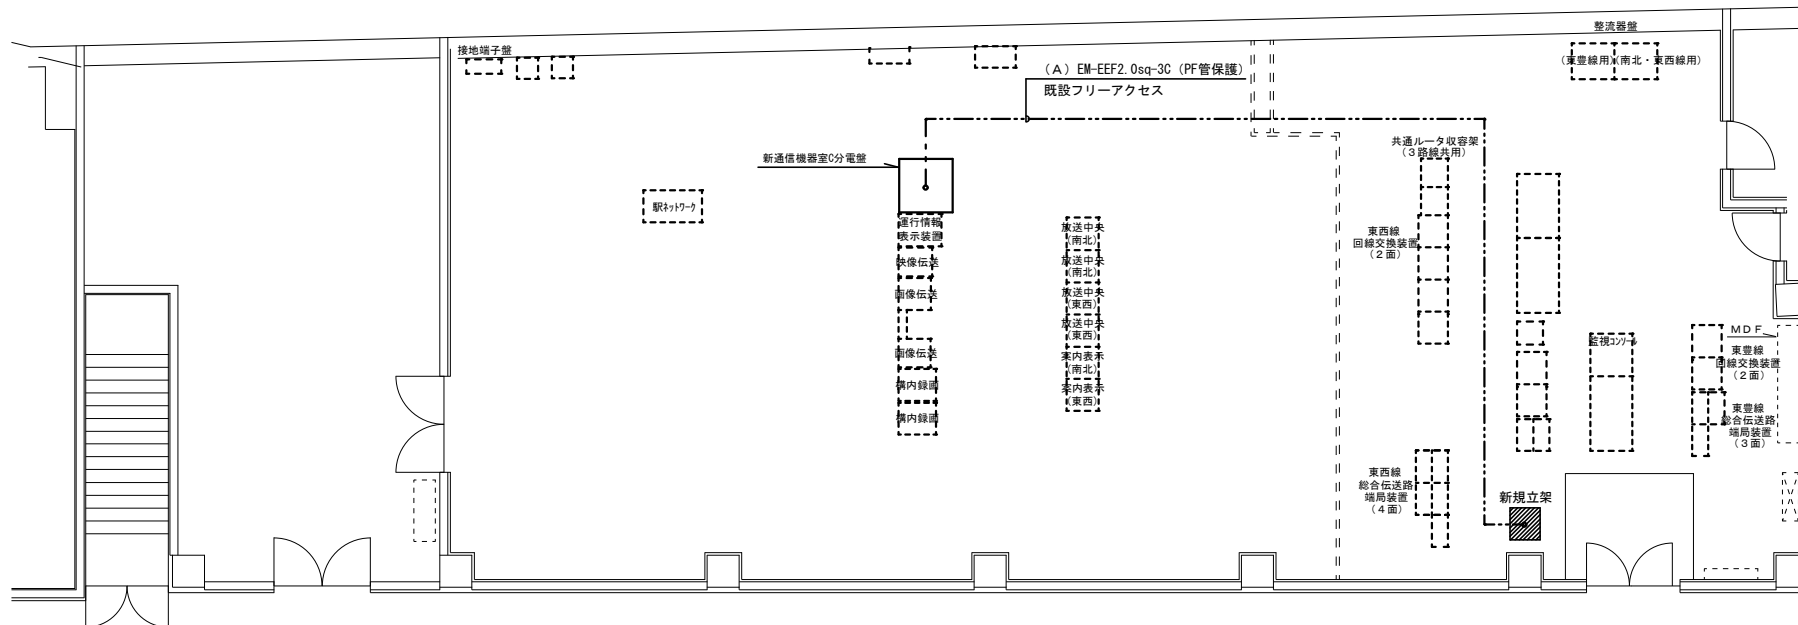 整流器盤
接地端子盤
(東豊線用)
(南北・東西線用)
(A) EM-EEF2.0sq-3C (PF管保護)
既設フリーアクセス
新通信機器室C分電盤
共通ルータ収容架
(3路線共用)
駅ネットワーク
運行情報
表示装置
映像伝送
画像伝送
画像伝送
構内録画
構内録画
放送中央
(南北)
放送中央
(南北)
放送中央
(東西)
放送中央
(東西)
案内表示
(南北)
案内表示
(東西)
東西線
回線交換装置
(2面)
監視コンソール
MDF
東豊線
回線交換装置
(2面)
東豊線
総合伝送路
端局装置
(3面)
東西線
総合伝送路
端局装置
(4面)
新規立架